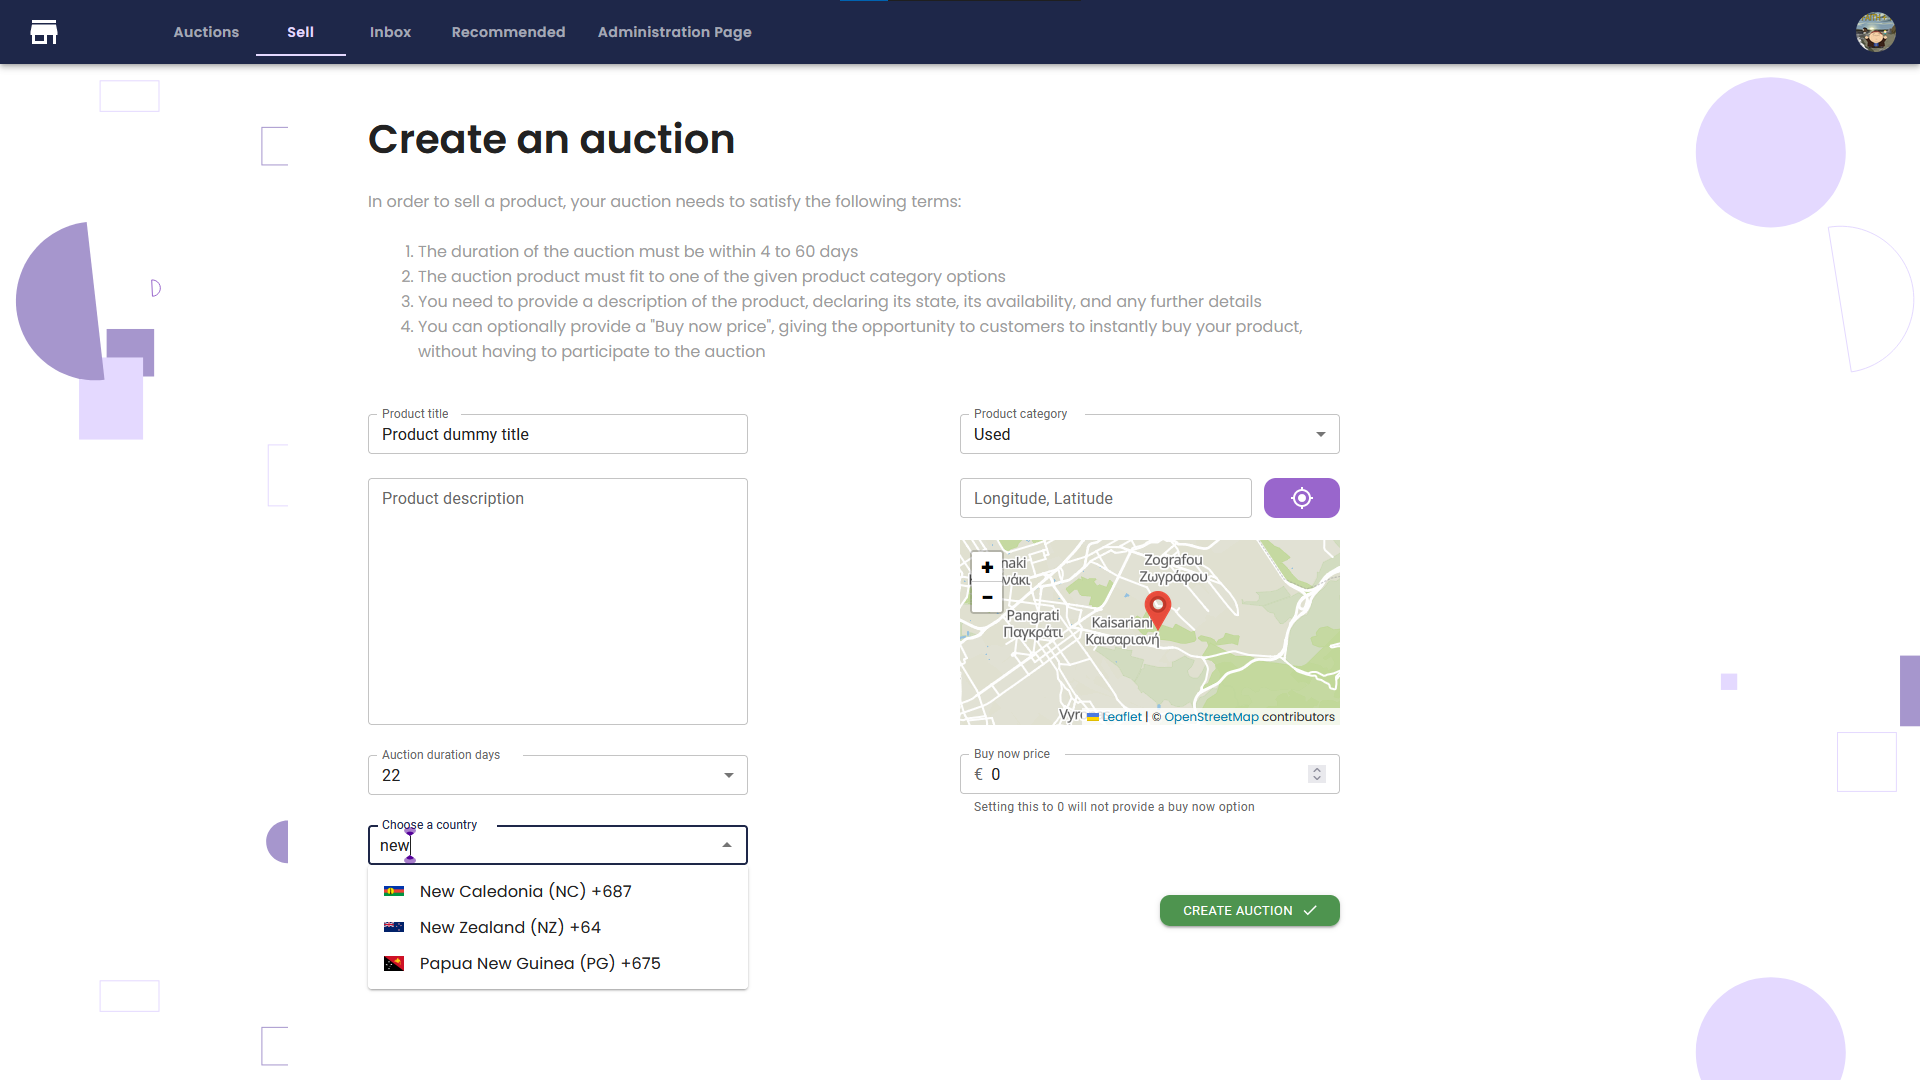 Auctions
Sell
Inbox
Recommended
Administration Page
Create an auction
In order to sell a product, your auction needs to satisfy the following terms:
1. The duration of the auction must be within 4 to 60 days
2. The auction product must fit to one of the given product category options
3. You need to provide a description of the product, declaring its state, its availability, and any further details
4. You can optionally provide a "Buy now price", giving the opportunity to customers to instantly buy your product,
without having to participate to the auction
Product title
Product dummy title
Product category
Used
Product description
Longitude, Latitude
+
−
Zografou
Ζωγράφου
Pangrati
Παγκράτι
Kaisariani
Καισαριανή
Leaflet | © OpenStreetMap contributors
Auction duration days
22
Buy now price
€ 0
Setting this to 0 will not provide a buy now option
Choose a country
new
New Caledonia (NC) +687
New Zealand (NZ) +64
Papua New Guinea (PG) +675
CREATE AUCTION